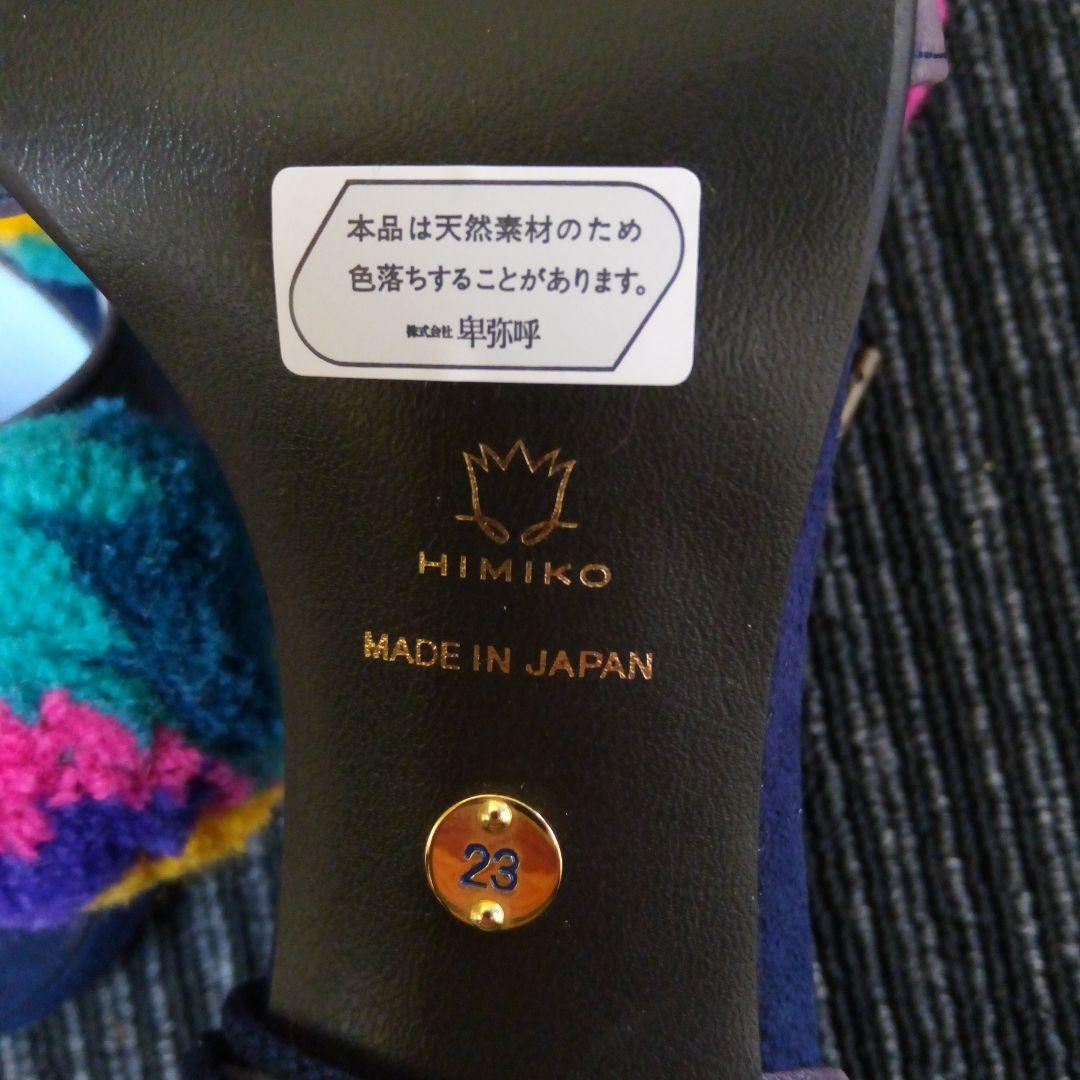 本品は天然素材のため
色落ちすることがあります。
株式会社 卑弥呼
HIMIKO
MADE IN JAPAN
23